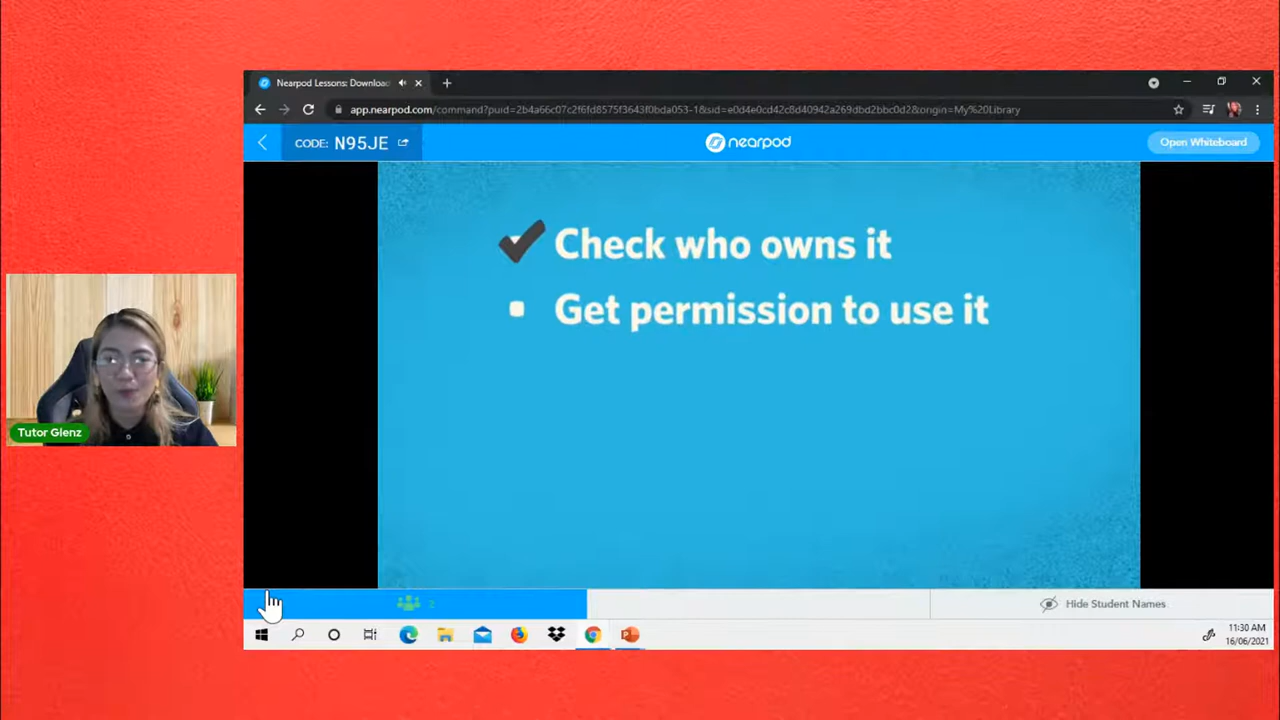 Nearpod Lessons: Download
app.nearpod.com/command?puid=2b4a66c07c2f6fd8575f3643f0bda053-1&sid=e0d4e0cd42c8d40942a269dbd2bbc0d2&origin=My%20Library
CODE: N95JE
nearpod
Open Whiteboard
Check who owns it
Get permission to use it
Tutor Glenz
2
Hide Student Names
11:30 AM
16/06/2021